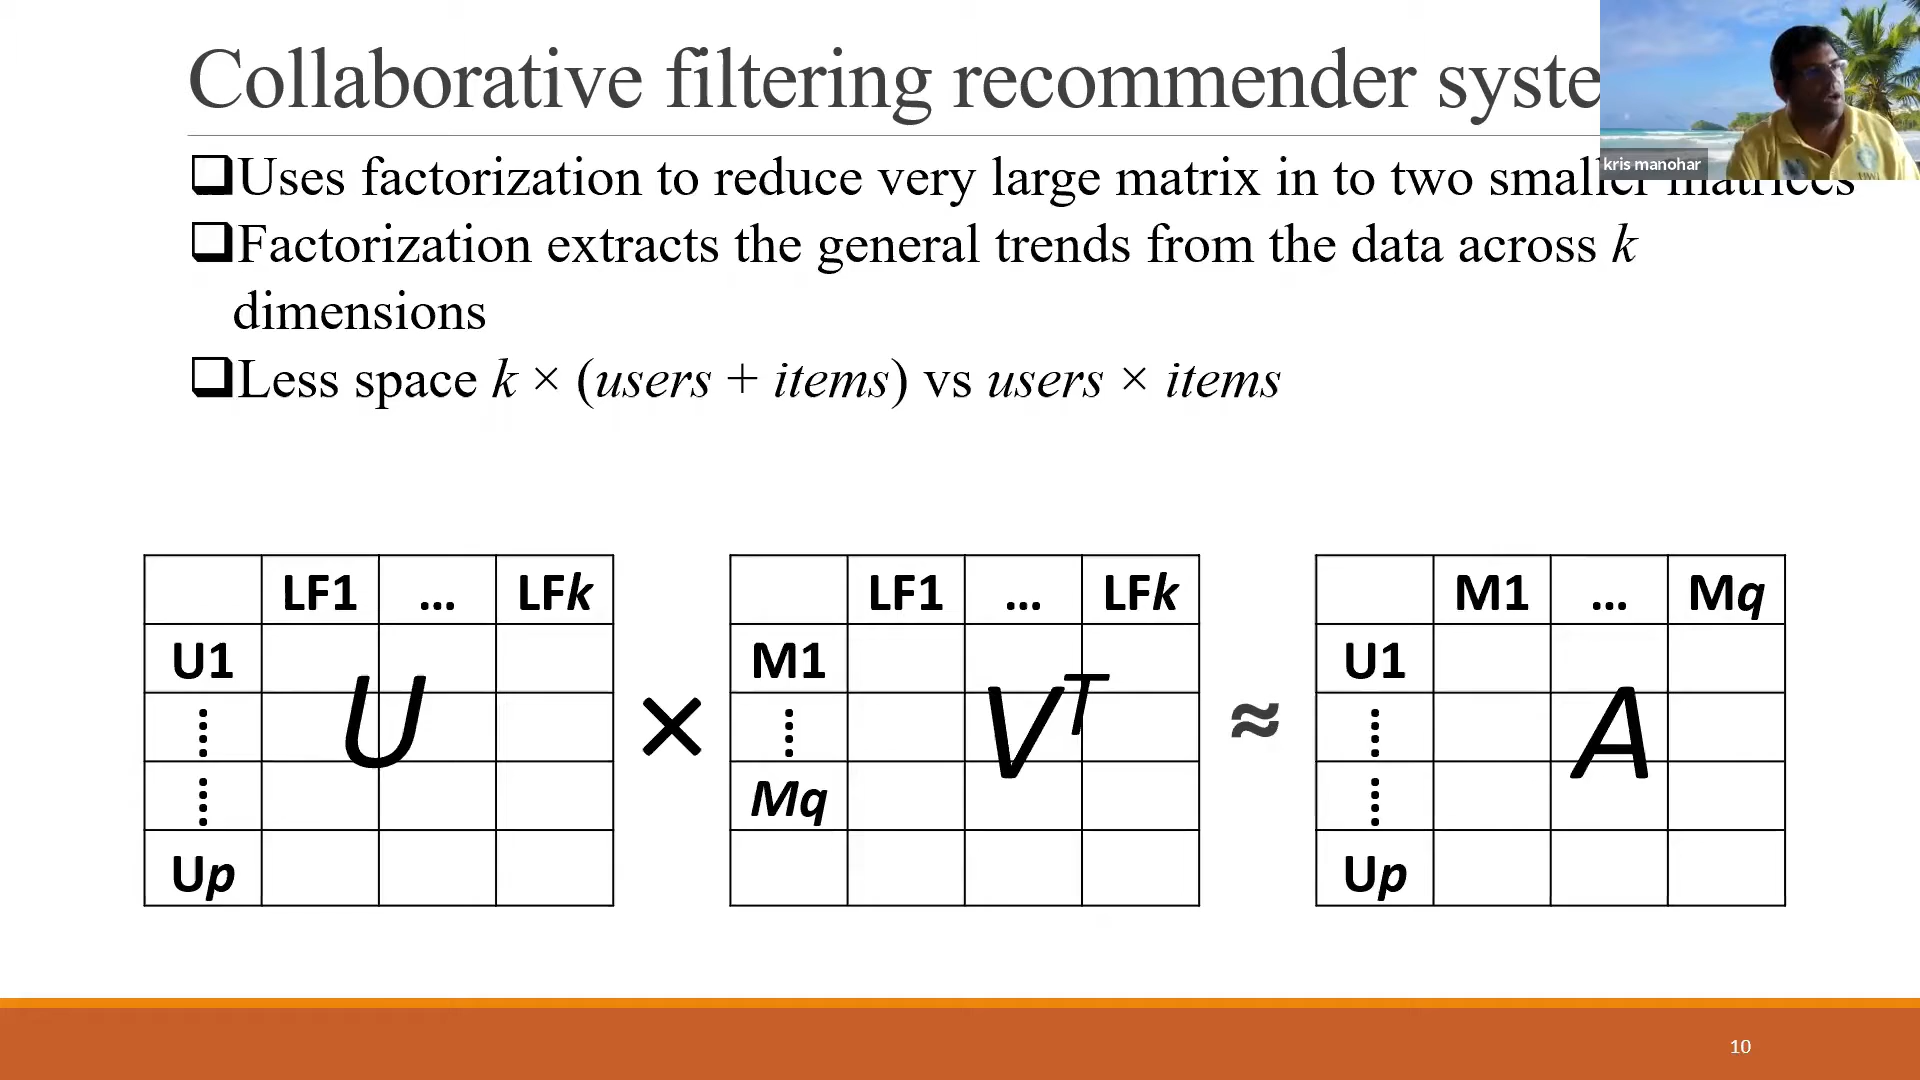 Collaborative filtering recommender syste
kris manohar
❑Uses factorization to reduce very large matrix in to two smaller matrices
❑Factorization extracts the general trends from the data across k
dimensions
❑Less space k × (users + items) vs users × items
LF1 ... LFk
U1
⁞
⁞
Up
U
×
LF1 ... LFk
M1
⁞
Mq
V^T
≈
M1 ... Mq
U1
⁞
⁞
Up
A
10